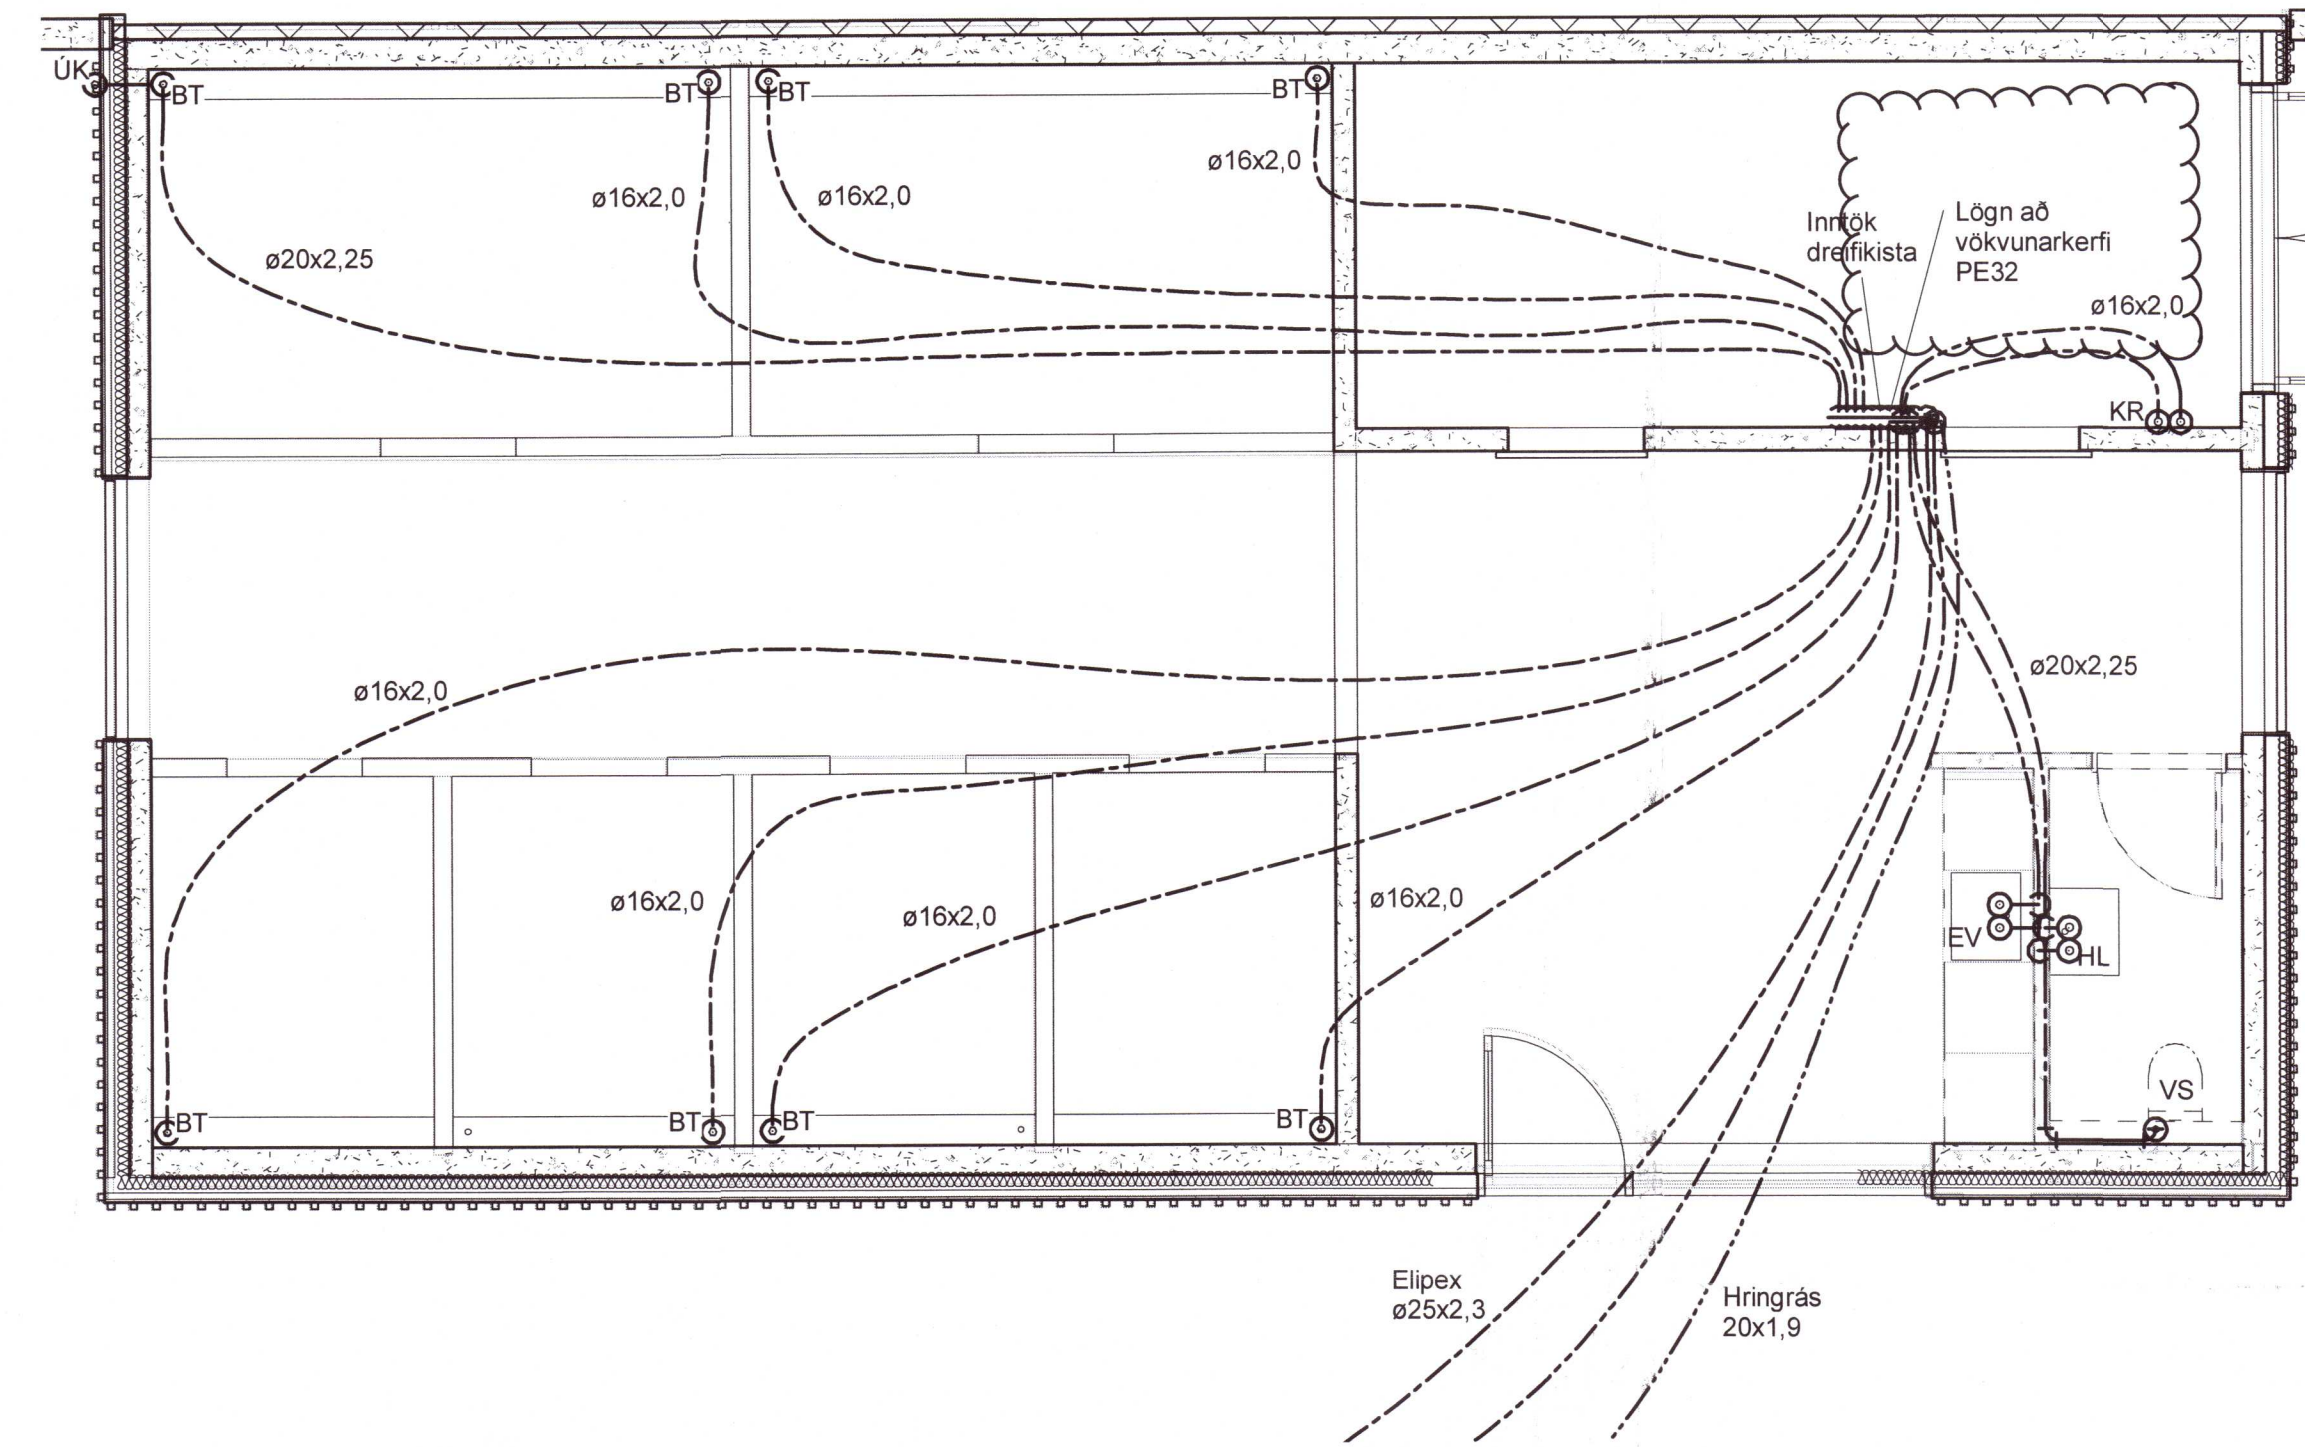 ÚK
BT
BT
BT
BT
ø16x2,0
ø16x2,0
ø16x2,0
ø20x2,25
Inntök
dreifikista
Lögn að
vökvunarkerfi
PE32
ø16x2,0
KR
ø16x2,0
ø20x2,25
ø16x2,0
ø16x2,0
ø16x2,0
EV
HL
VS
BT
BT
BT
BT
Elipex
ø25x2,3
Hringrás
20x1,9